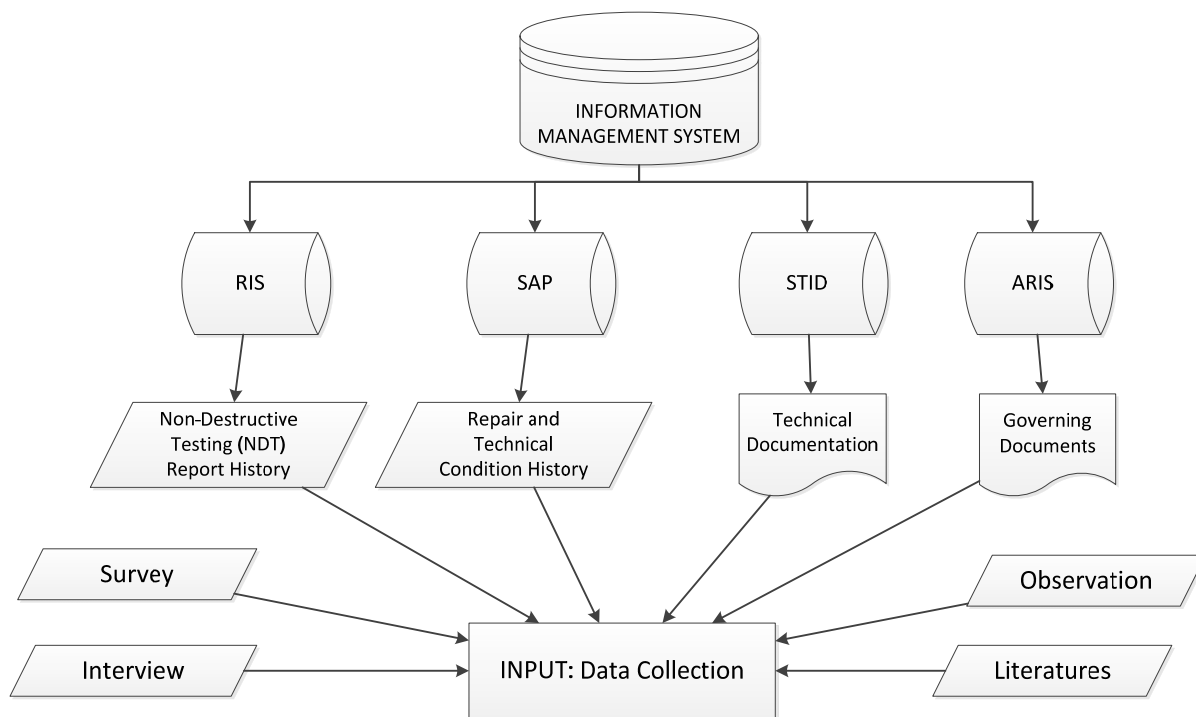 INFORMATION
MANAGEMENT SYSTEM
RIS
SAP
STID
ARIS
Non-Destructive
Testing (NDT)
Report History
Repair and
Technical
Condition History
Technical
Documentation
Governing
Documents
Survey
Observation
Interview
INPUT: Data Collection
Literatures